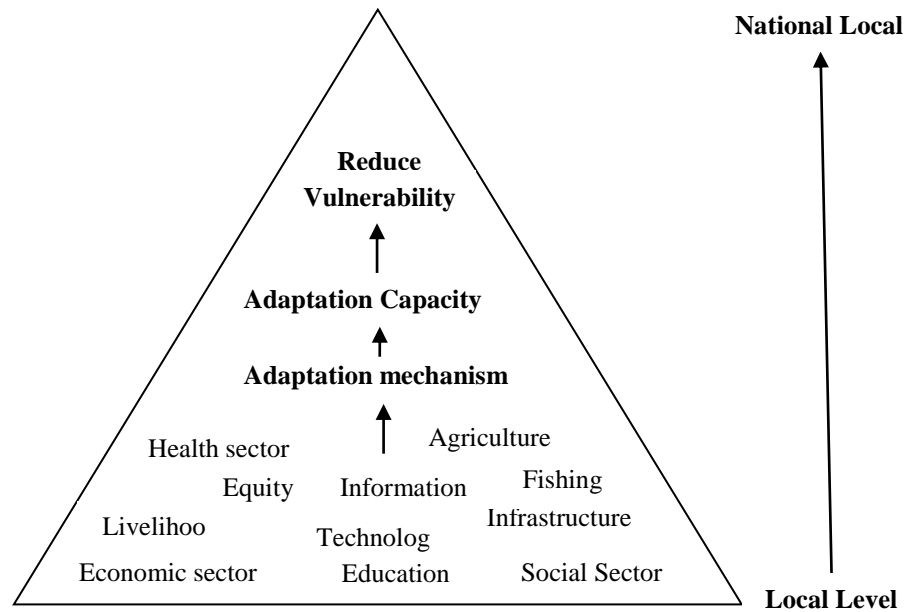 National Local
Reduce
Vulnerability
Adaptation Capacity
Adaptation mechanism
Agriculture
Health sector
Fishing
Equity
Information
Infrastructure
Livelihoo
Technolog
Economic sector
Education
Social Sector
Local Level